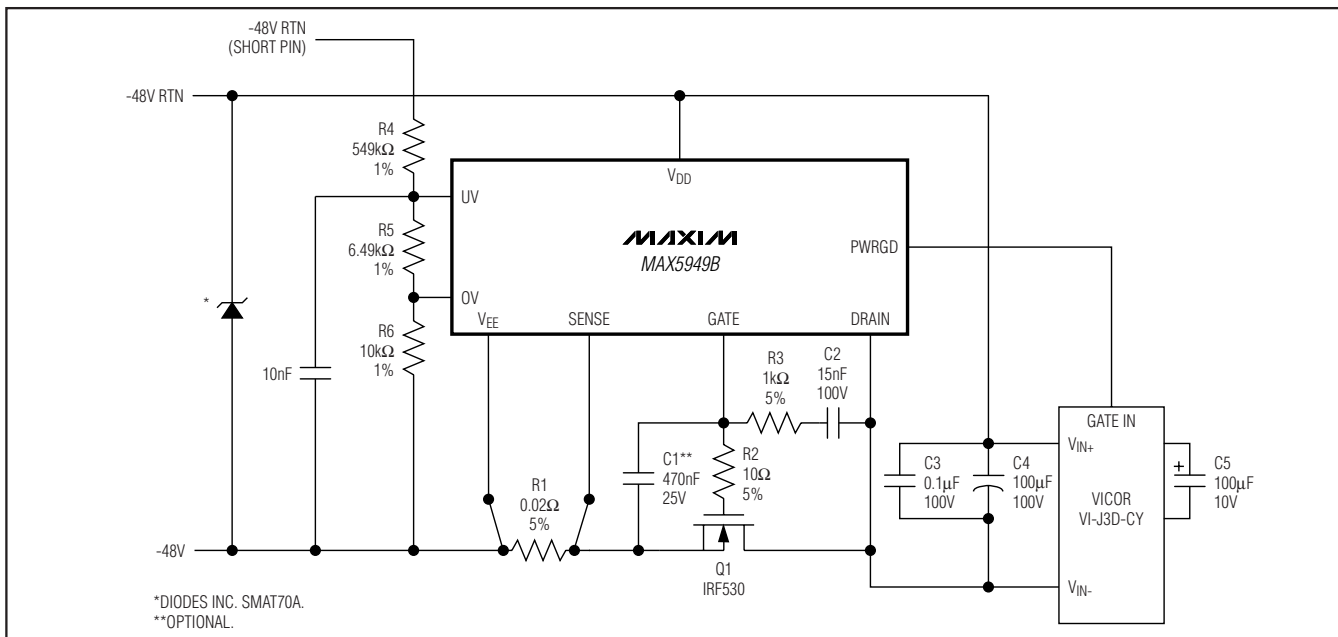 -48V RTN
(SHORT PIN)
-48V RTN
R4
549kΩ
1%
UV
VDD
R5
6.49kΩ
1%
MAXIM
MAX5949B
PWRGD
*
OV
R6
10kΩ
1%
VEE
SENSE
GATE
DRAIN
10nF
R3
1kΩ
5%
C2
15nF
100V
C1**
470nF
25V
R2
10Ω
5%
R1
0.02Ω
5%
-48V
Q1
IRF530
C3
0.1μF
100V
C4
100μF
100V
GATE IN
VIN+
VICOR
VI-J3D-CY
VIN-
+
C5
100μF
10V
*DIODES INC. SMAT70A.
**OPTIONAL.